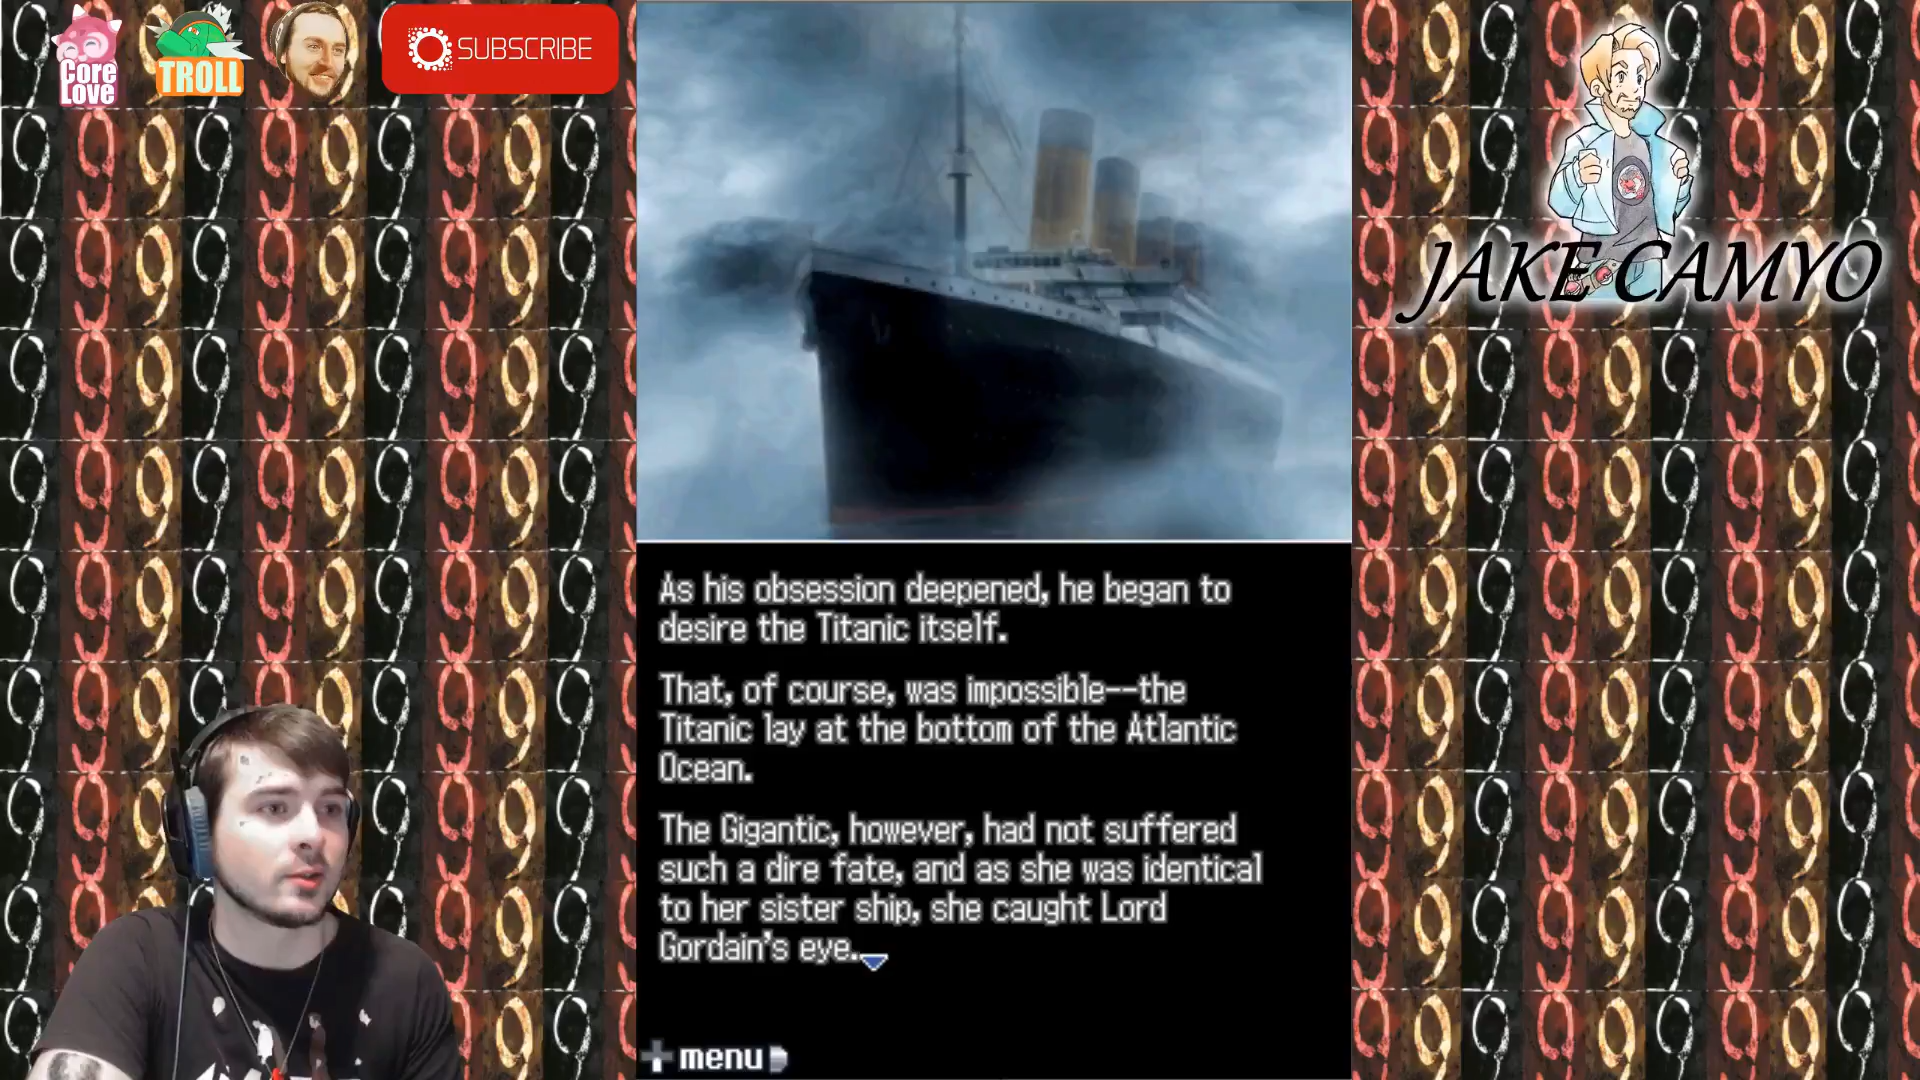 Core
Love
TROLL
SUBSCRIBE
JAKE CAMYO
As his obsession deepened, he began to
desire the Titanic itself.
That, of course, was impossible--the
Titanic lay at the bottom of the Atlantic
Ocean.
The Gigantic, however, had not suffered
such a dire fate, and as she was identical
to her sister ship, she caught Lord
Gordain's eye.
menu